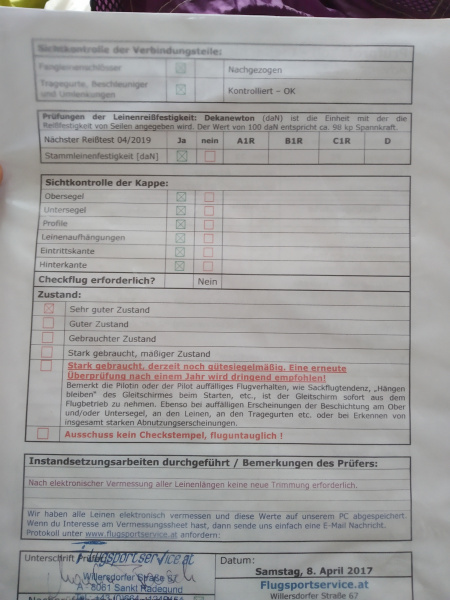 Sichtkontrolle der Verbindungsteile:
Fangleinenschlösser Nachgezogen
Tragegurte, Beschleuniger
und Umlenkungen Kontrolliert – OK
Prüfungen der Leinenreißfestigkeit: Dekanewton (daN) ist die Einheit mit der die
Reißfestigkeit von Seilen angegeben wird. Der Wert von 100 daN entspricht ca. 98 kp Spannkraft.
Nächster Reißtest 04/2019 Ja nein A1R B1R C1R D
Stammleinenfestigkeit [daN]
Sichtkontrolle der Kappe:
Obersegel
Untersegel
Profile
Leinenaufhängungen
Eintrittskante
Hinterkante
Checkflug erforderlich? Nein
Zustand:
Sehr guter Zustand
Guter Zustand
Gebrauchter Zustand
Stark gebraucht, mäßiger Zustand
Stark gebraucht, derzeit noch gütesiegelmäßig. Eine erneute
Überprüfung nach einem Jahr wird dringend empfohlen!
Bemerkt die Pilotin oder der Pilot auffälliges Flugverhalten, wie Sackflugtendenz, „Hängen
bleiben" des Gleitschirmes beim Starten, etc., ist der Gleitschirm sofort aus dem
Flugbetrieb zu nehmen. Ebenso bei auffälligen Erscheinungen der Beschichtung am Ober
und/oder Untersegel, an den Leinen, an den Tragegurten etc. oder bei Erkennen von
insgesamt starken Abnutzungserscheinungen.
Ausschuss kein Checkstempel, fluguntauglich !
Instandsetzungsarbeiten durchgeführt / Bemerkungen des Prüfers:
Nach elektronischer Vermessung aller Leinenlängen keine neue Trimmung erforderlich.
Wir haben alle Leinen elektronisch vermessen und diese Werte auf unserem PC abgespeichert.
Wenn du Interesse am Vermessungssheet hast, dann sende uns einfach eine E-Mail Nachricht.
Protokoll unter www.flugsportservice.at anfordern:
Unterschrift Flugsportservice.at Datum:
Willersdorfer Straße 67 Samstag, 8. April 2017
A - 8061 Sankt Radegund Flugsportservice.at
Willersdorfer Straße 67